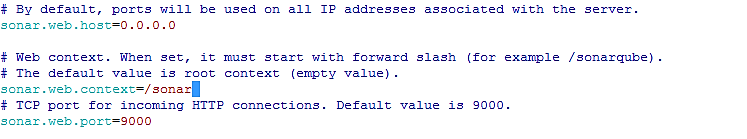 # By default, ports will be used on all IP addresses associated with the server.
sonar.web.host=0.0.0.0
# Web context. When set, it must start with forward slash (for example /sonarqube).
# The default value is root context (empty value).
sonar.web.context=/sonar
# TCP port for incoming HTTP connections. Default value is 9000.
sonar.web.port=9000